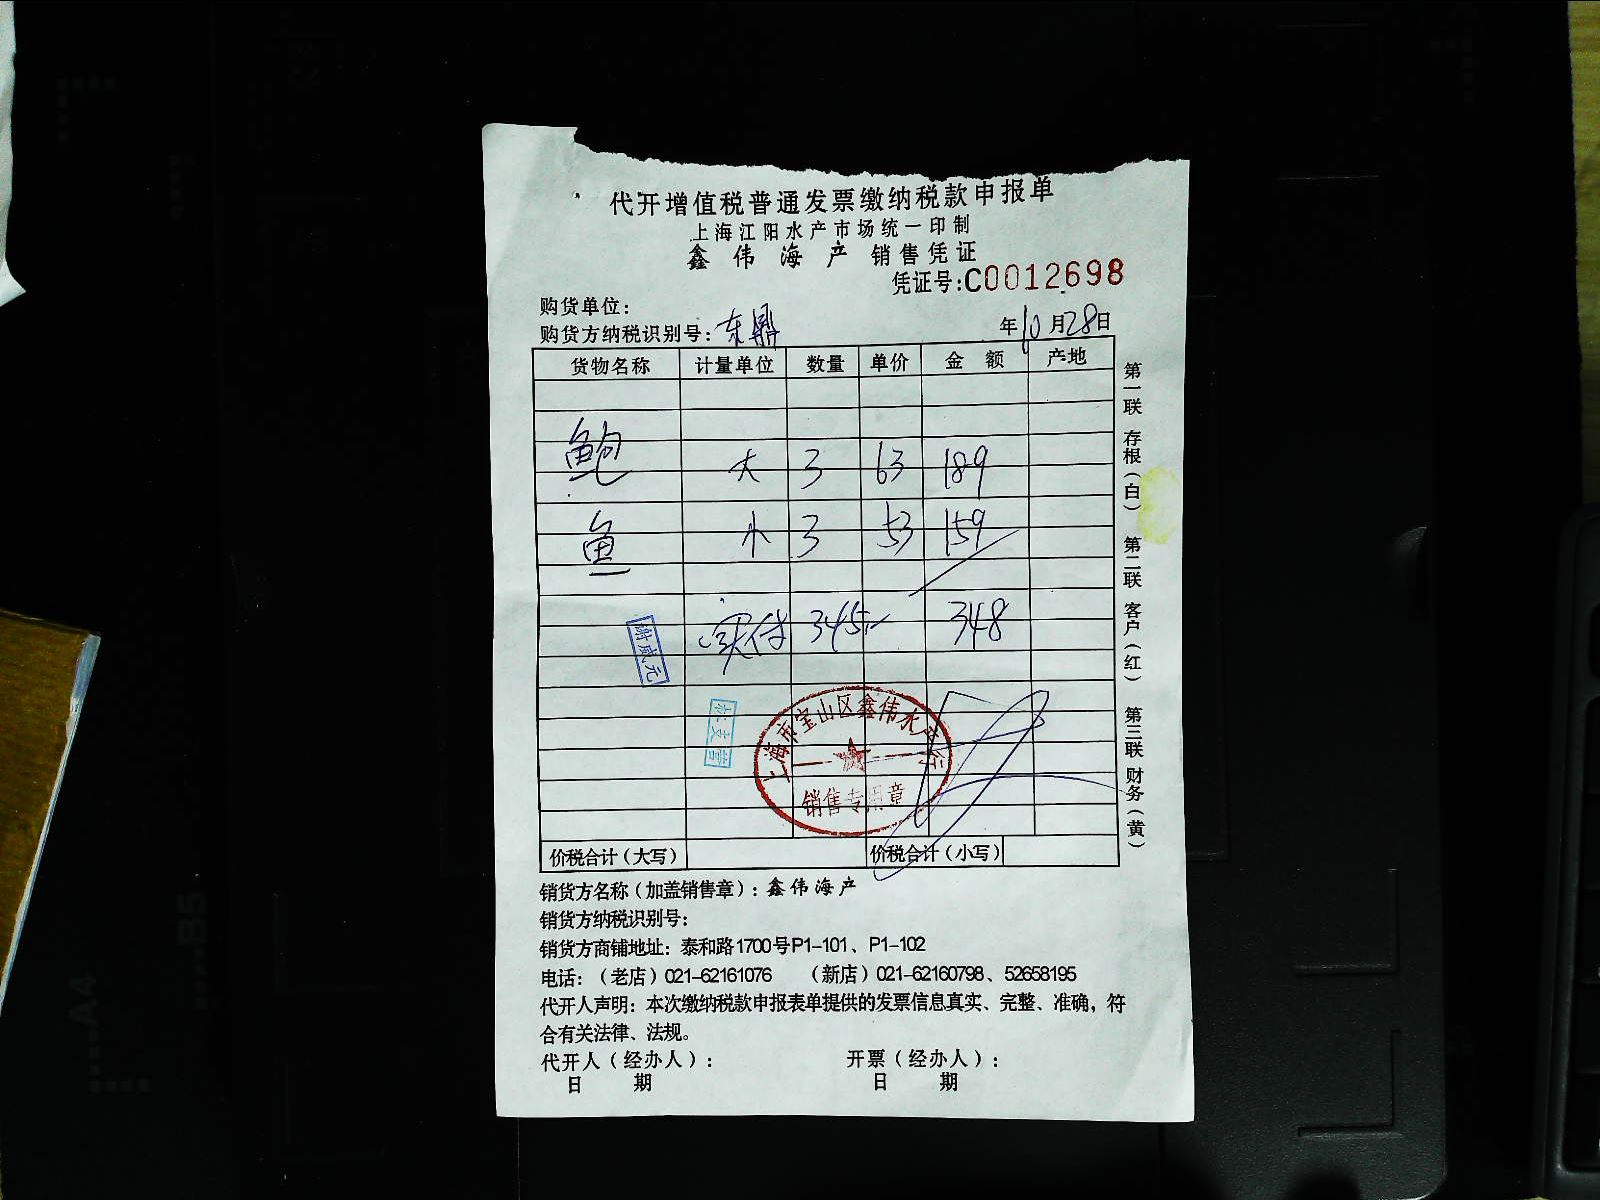 代开增值税普通发票缴纳税款申报单
上海江阳水产市场统一印制
鑫伟海产 销售凭证
凭证号:C0012698
购货单位:
购货方纳税识别号: 东鼎 年10月28日
货物名称 计量单位 数量 单价 金额 产地
鲍 大 3 63 189
鱼 小 3 53 159
实付 345 348
谢威元
上海市宝山区鑫伟水产行
销售专用章
价税合计(大写) 价税合计(小写)
销货方名称(加盖销售章):鑫伟海产
销货方纳税识别号:
销货方商铺地址:泰和路1700号P1-101、P1-102
电话:(老店)021-62161076 (新店)021-62160798、52658195
代开人声明:本次缴纳税款申报表单提供的发票信息真实、完整、准确,符
合有关法律、法规。
代开人(经办人): 开票(经办人):
日期 日期
第一联 存根(白) 第二联 客户(红) 第三联 财务(黄)
B5
A4